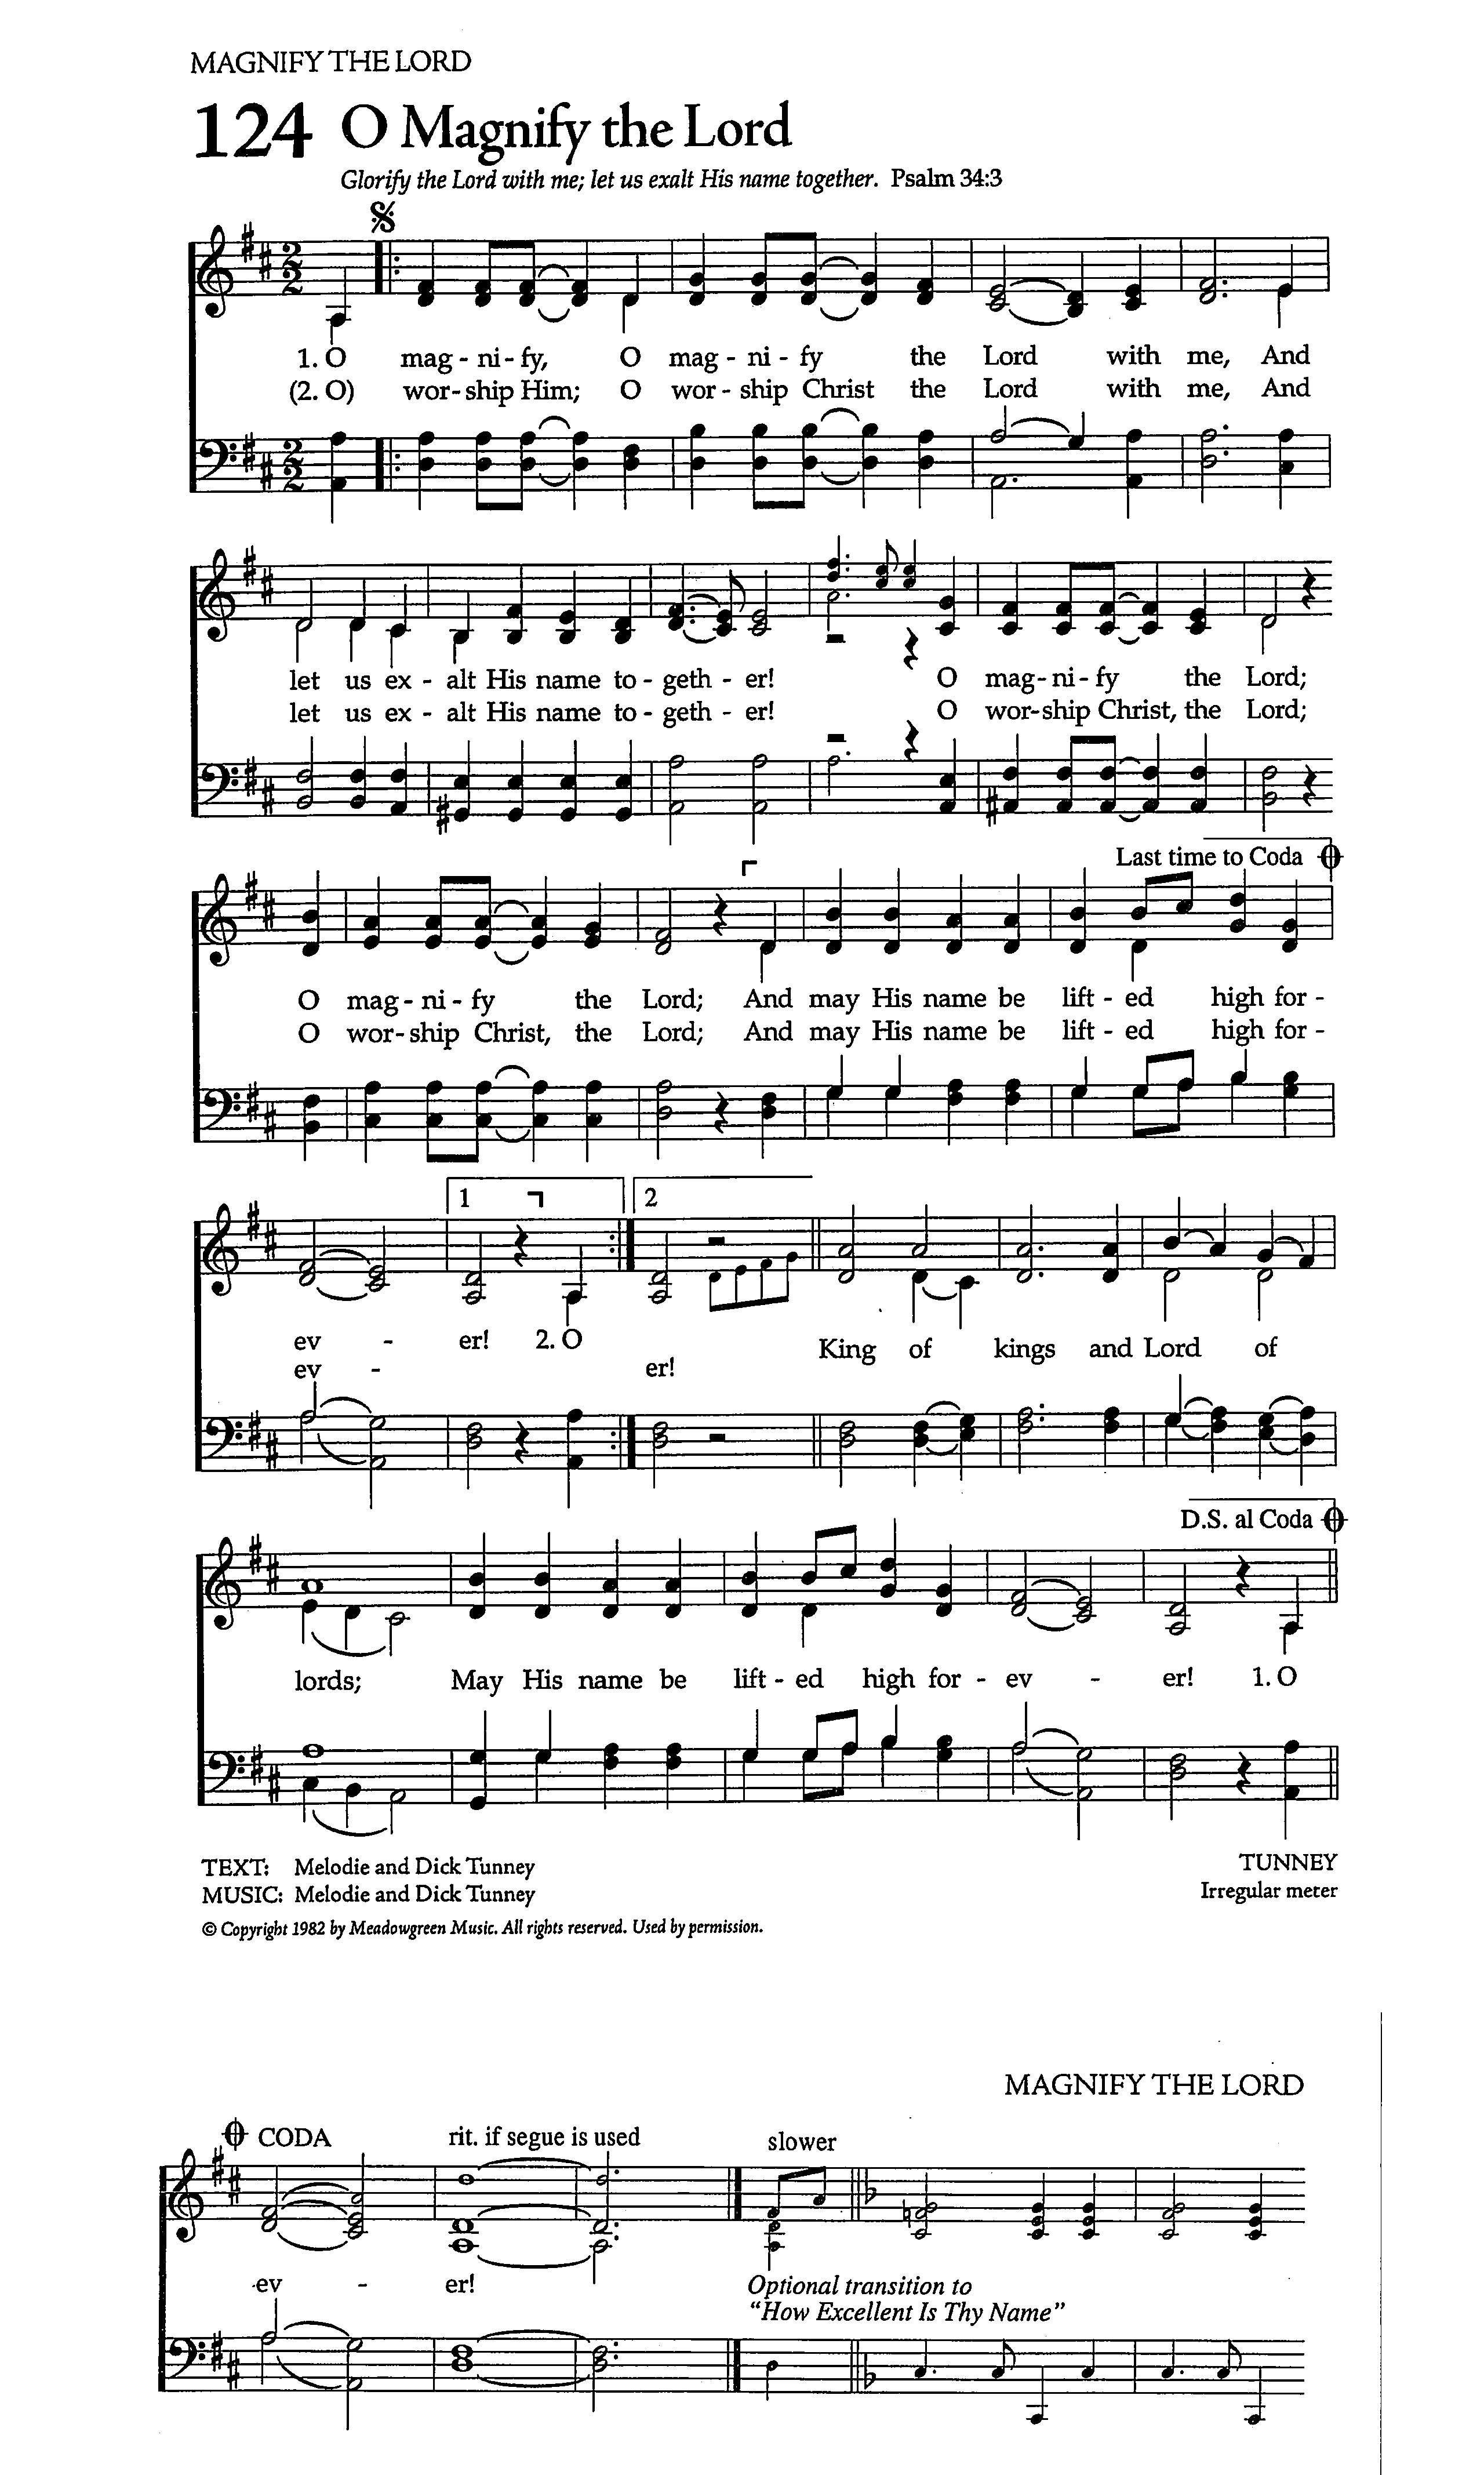 MAGNIFY THE LORD
124 O Magnify the Lord
Glorify the Lord with me; let us exalt His name together. Psalm 34:3
1. O mag - ni - fy, O mag - ni - fy the Lord with me, And
(2. O) wor - ship Him; O wor - ship Christ the Lord with me, And
let us ex - alt His name to - geth - er! O mag - ni - fy the Lord;
let us ex - alt His name to - geth - er! O wor - ship Christ, the Lord;
Last time to Coda
O mag - ni - fy the Lord; And may His name be lift - ed high for -
O wor - ship Christ, the Lord; And may His name be lift - ed high for -
1 2
ev - er! 2. O King of kings and Lord of
ev - er!
D.S. al Coda
lords; May His name be lift - ed high for - ev - er! 1. O
TEXT: Melodie and Dick Tunney TUNNEY
MUSIC: Melodie and Dick Tunney Irregular meter
© Copyright 1982 by Meadowgreen Music. All rights reserved. Used by permission.
MAGNIFY THE LORD
CODA rit. if segue is used slower
ev - er! Optional transition to
"How Excellent Is Thy Name"